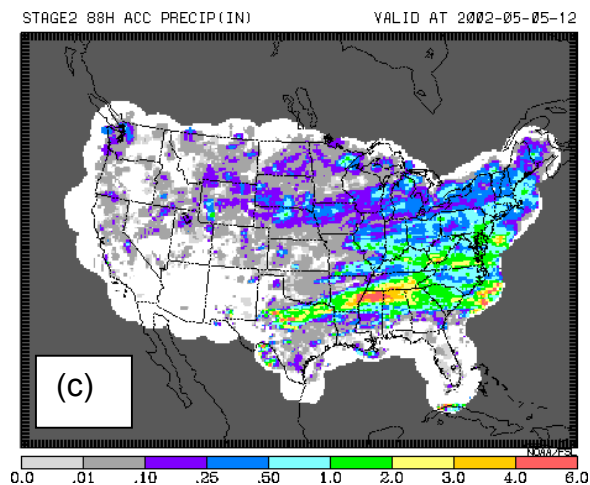 STAGE2 88H ACC PRECIP(IN) VALID AT 2002-05-05-12
(c)
NOAA/FSL
0.0 .01 .10 .25 .50 1.0 2.0 3.0 4.0 6.0